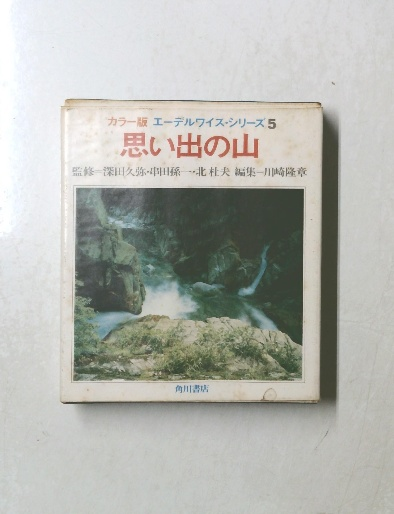 カラー版 エーデルワイス・シリーズ5
思い出の山
監修＝深田久弥・串田孫一・北 杜夫 編集＝川崎隆章
角川書店